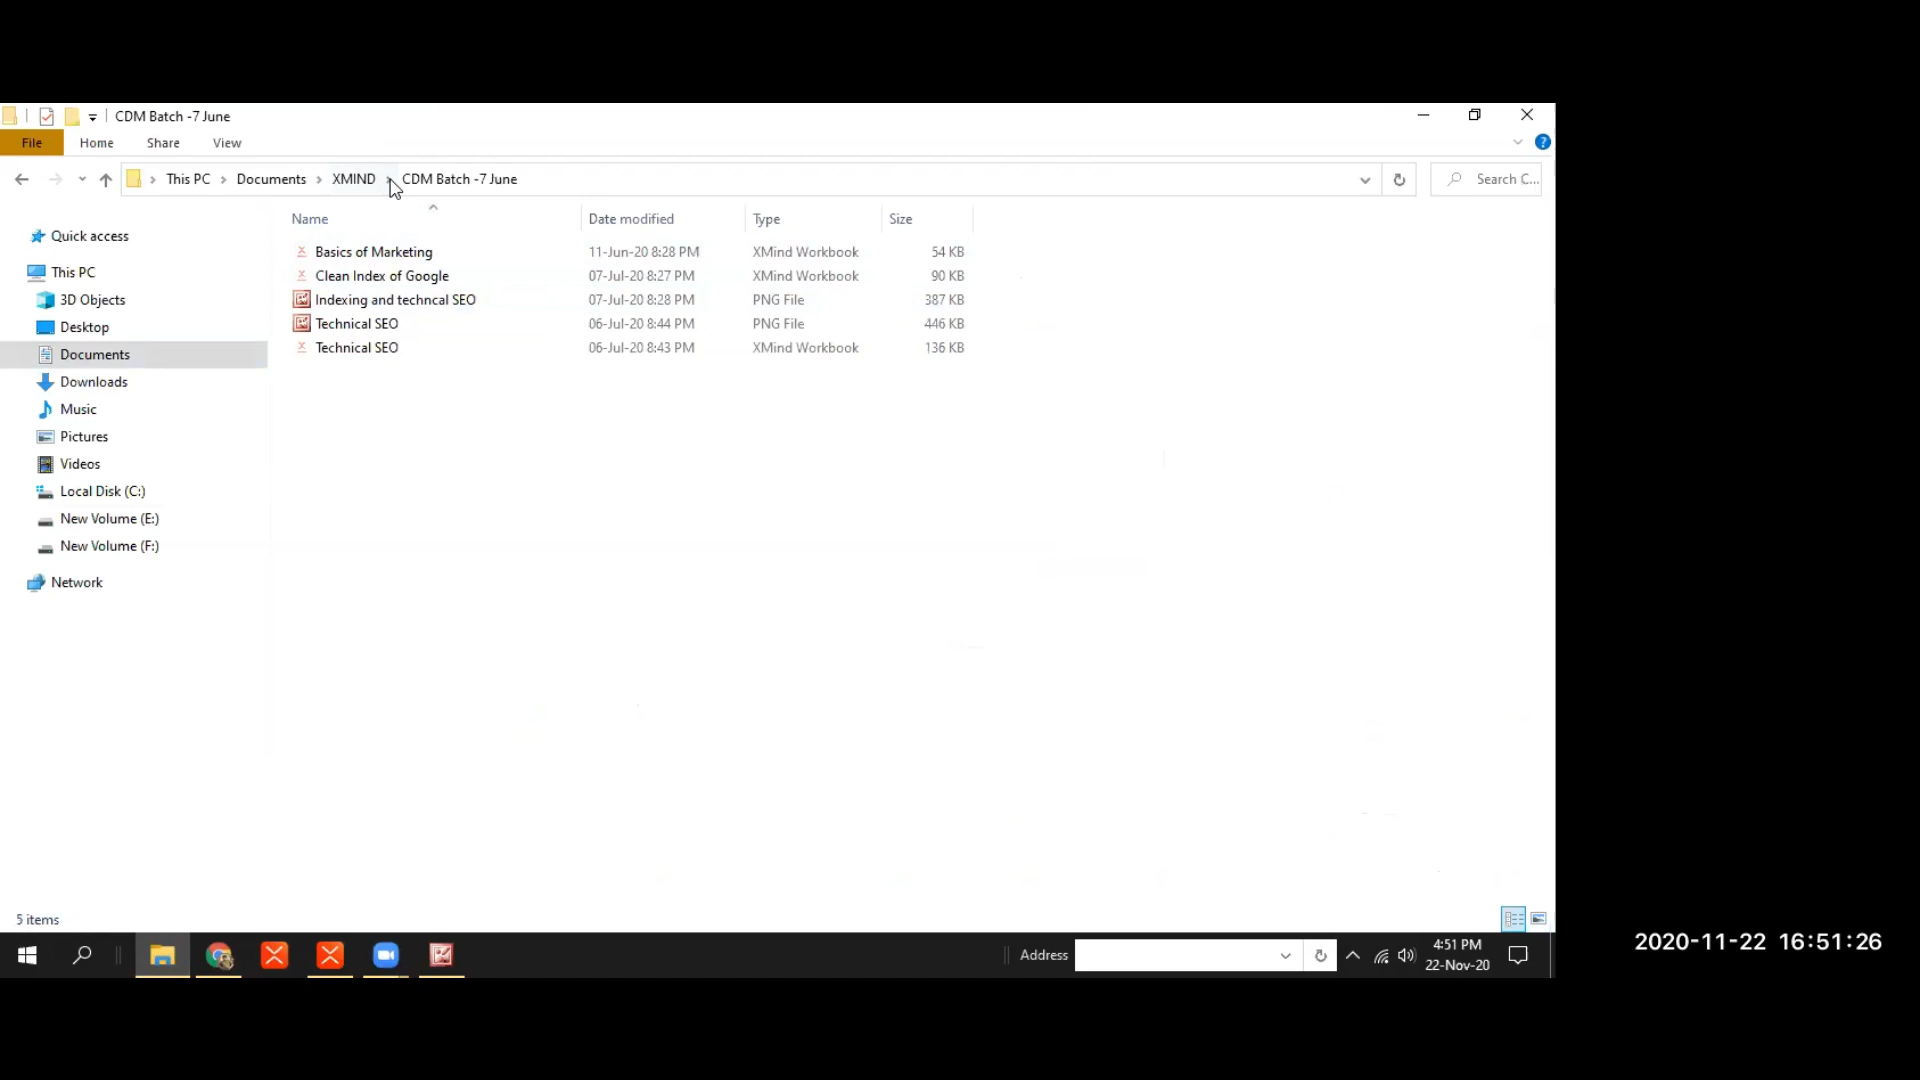 CDM Batch -7 June
File Home Share View
This PC Documents XMIND CDM Batch -7 June Search C...
Name Date modified Type Size
Quick access
This PC
3D Objects
Desktop
Documents
Downloads
Music
Pictures
Videos
Local Disk (C:)
New Volume (E:)
New Volume (F:)
Network
Basics of Marketing 11-Jun-20 8:28 PM XMind Workbook 54 KB
Clean Index of Google 07-Jul-20 8:27 PM XMind Workbook 90 KB
Indexing and techncal SEO 07-Jul-20 8:28 PM PNG File 387 KB
Technical SEO 06-Jul-20 8:44 PM PNG File 446 KB
Technical SEO 06-Jul-20 8:43 PM XMind Workbook 136 KB
5 items
Address
4:51 PM
22-Nov-20
2020-11-22 16:51:26